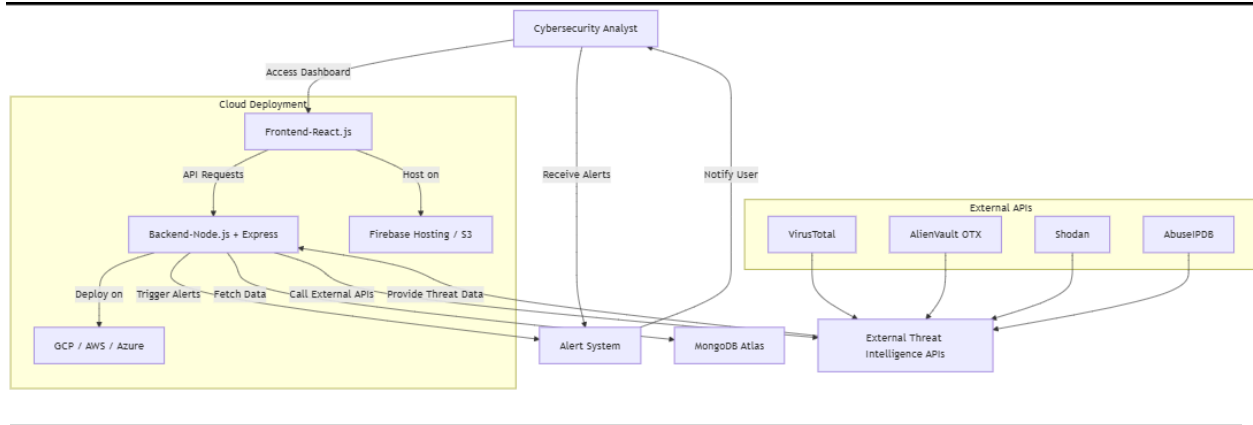 Cybersecurity Analyst
Access Dashboard
Cloud Deployment
Frontend-React.js
API Requests
Host on
Receive Alerts
Notify User
External APIs
Backend-Node.js + Express
Firebase Hosting / S3
VirusTotal
AlienVault OTX
Shodan
AbuseIPDB
Deploy on
Trigger Alerts
Fetch Data
Call External APIs
Provide Threat Data
GCP / AWS / Azure
Alert System
MongoDB Atlas
External Threat
Intelligence APIs